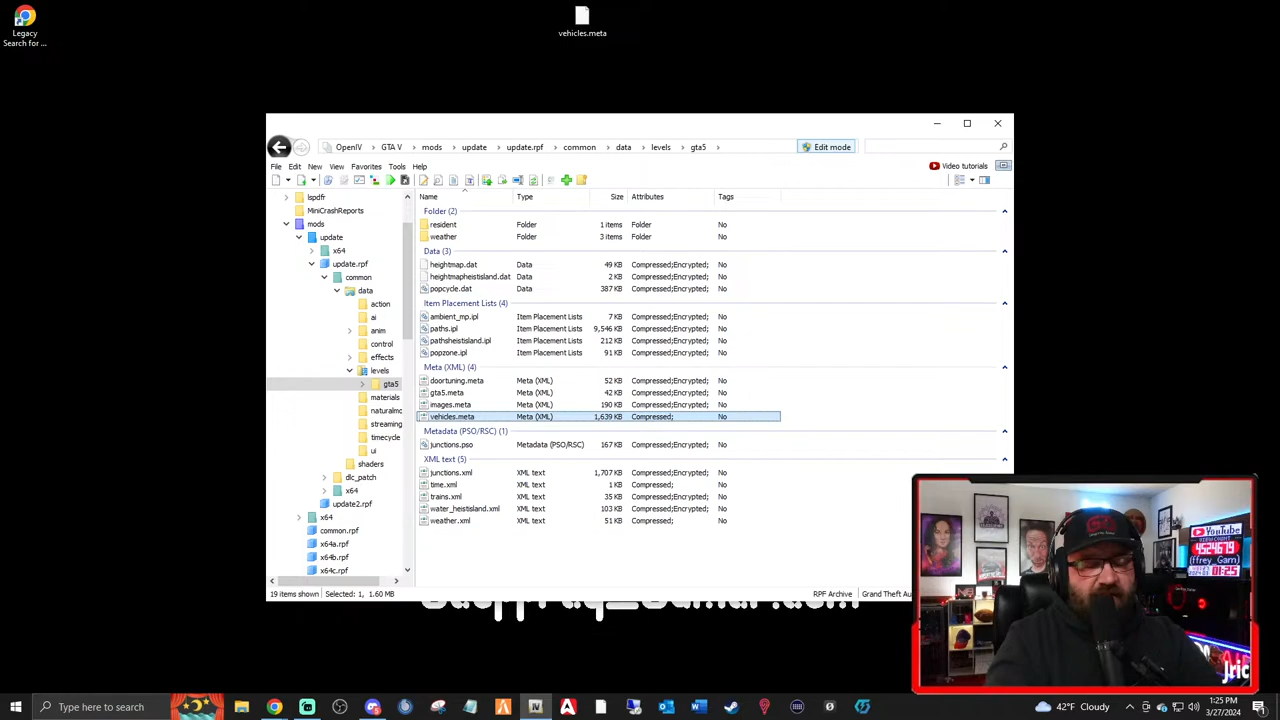 Legacy
Search for ...
vehicles.meta
OpenIV > GTA V > mods > update > update.rpf > common > data > levels > gta5 >
Edit mode
File Edit New View Favorites Tools Help
Video tutorials
lspdfr
MiniCrashReports
mods
update
x64
update.rpf
common
data
action
ai
anim
control
effects
levels
gta5
materials
naturalmo
streaming
timecycle
ui
shaders
dlc_patch
x64
update2.rpf
x64
common.rpf
x64a.rpf
x64b.rpf
x64c.rpf
Name Type Size Attributes Tags
Folder (2)
resident Folder 1 items Folder No
weather Folder 3 items Folder No
Data (3)
heightmap.dat Data 49 KB Compressed;Encrypted; No
heightmapheistisland.dat Data 2 KB Compressed;Encrypted; No
popcycle.dat Data 387 KB Compressed;Encrypted; No
Item Placement Lists (4)
ambient_mp.ipl Item Placement Lists 7 KB Compressed;Encrypted; No
paths.ipl Item Placement Lists 9,546 KB Compressed;Encrypted; No
pathsheistisland.ipl Item Placement Lists 212 KB Compressed;Encrypted; No
popzone.ipl Item Placement Lists 91 KB Compressed;Encrypted; No
Meta (XML) (4)
doortuning.meta Meta (XML) 52 KB Compressed;Encrypted; No
gta5.meta Meta (XML) 42 KB Compressed;Encrypted; No
images.meta Meta (XML) 190 KB Compressed;Encrypted; No
vehicles.meta Meta (XML) 1,639 KB Compressed; No
Metadata (PSO/RSC) (1)
junctions.pso Metadata (PSO/RSC) 167 KB Compressed;Encrypted; No
XML text (5)
junctions.xml XML text 1,707 KB Compressed;Encrypted; No
time.xml XML text 1 KB Compressed;Encrypted; No
trains.xml XML text 35 KB Compressed;Encrypted; No
water_heistisland.xml XML text 103 KB Compressed;Encrypted; No
weather.xml XML text 51 KB Compressed; No
19 items shown Selected: 1, 1.60 MB
RPF Archive
Grand Theft Au
YouTube
4524679
01:25
jric
Type here to search
42°F Cloudy
1:25 PM
3/27/2024